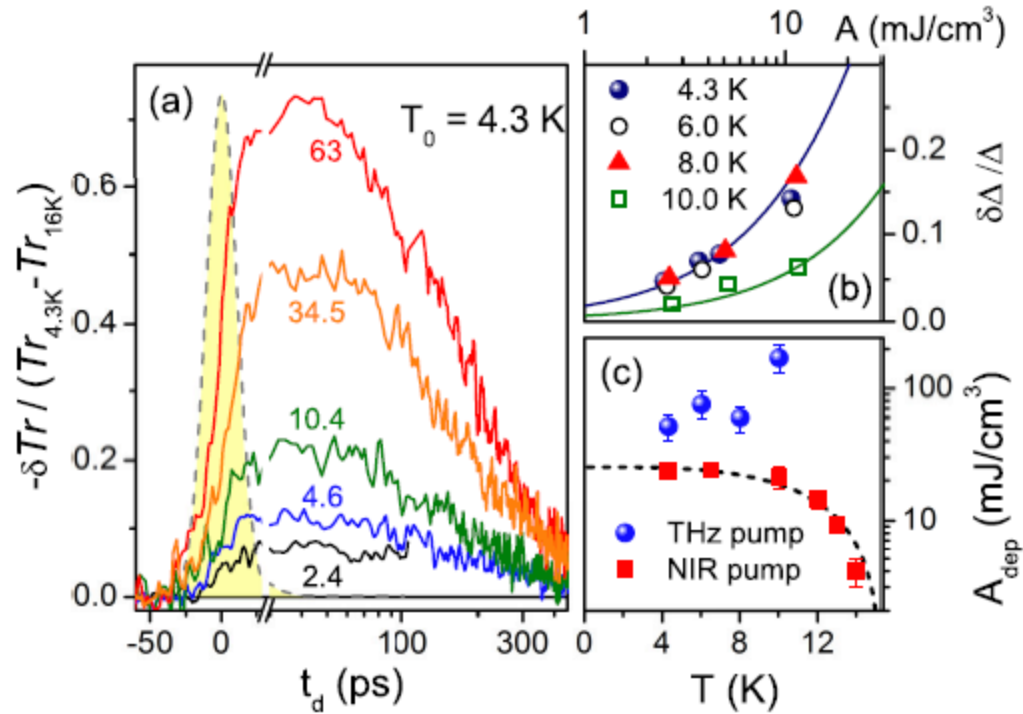 (a)
T₀ = 4.3 K
63
34.5
10.4
4.6
2.4
-δTr / (Tr₄.₃K-Tr₁₆K)
0.6
0.4
0.2
0.0
-50 0 100 300
t_d (ps)
1 10 A (mJ/cm³)
4.3 K
6.0 K
8.0 K
10.0 K
(b)
0.2
0.1
0.0
δΔ /Δ
(c)
THz pump
NIR pump
100
10
A_dep (mJ/cm³)
0 4 8 12
T (K)